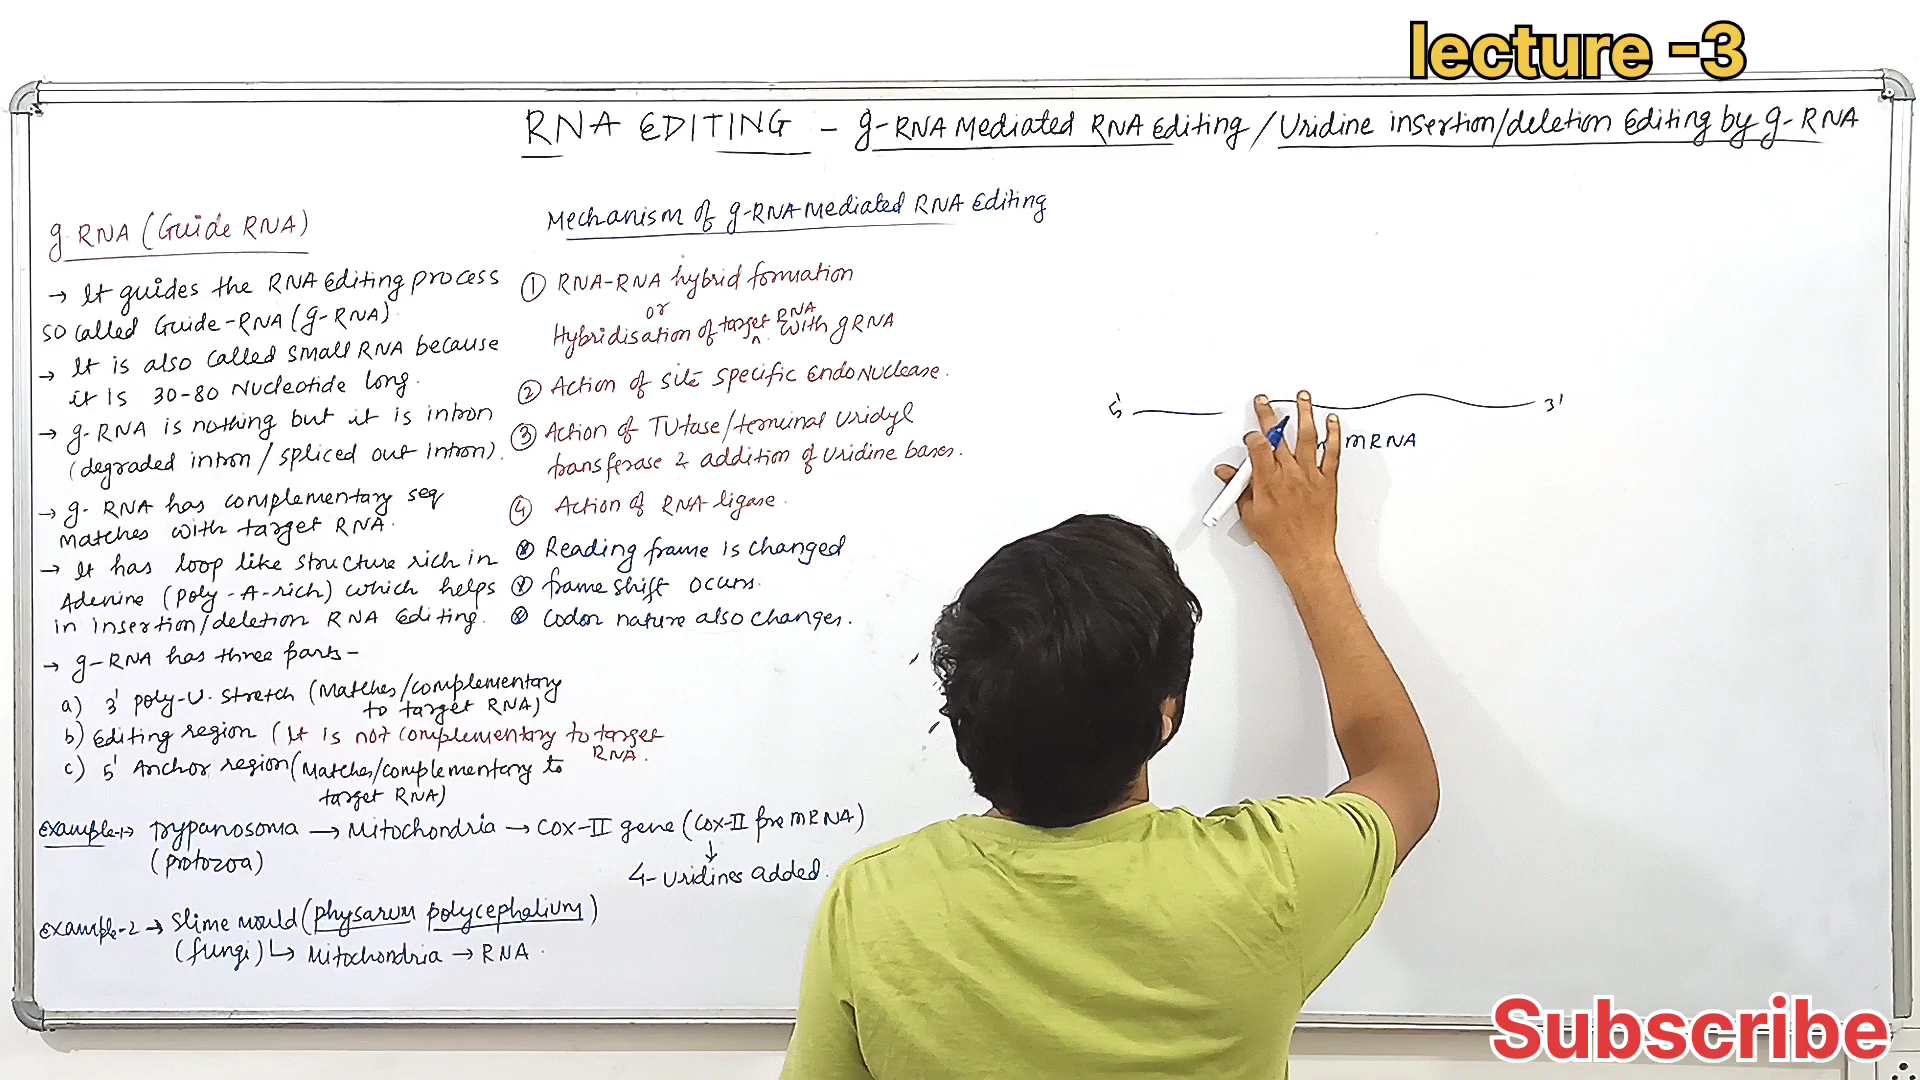 lecture -3
RNA EDITING - g-RNA Mediated RNA Editing / Uridine insertion/deletion Editing by g-RNA
g RNA (Guide RNA)
→ It guides the RNA Editing process
so called Guide-RNA (g-RNA).
→ It is also called small RNA because
it is 30-80 Nucleotide long.
→ g-RNA is nothing but it is intron
(degraded intron / spliced out intron).
→ g-RNA has complementary seq
matches with target RNA.
→ It has loop like structure rich in
Adenine (poly-A-rich) which helps
in insertion/deletion RNA Editing.
→ g-RNA has three parts-
a) 3' poly-U. stretch (Matches/complementary
to target RNA)
b) Editing region (It is not complementary to target
RNA.
c) 5' Anchor region (Matches/complementary to
target RNA)
Example-1→ Trypanosoma → Mitochondria → COX-II gene (COX-II pre mRNA)
(protozoa)
↓
4-Uridines added.
Example-2 → Slime mould (physarum polycephalium)
(fungi) ↳ Mitochondria → RNA.
Mechanism of g-RNA Mediated RNA Editing
① RNA-RNA hybrid formation
or
Hybridisation of target RNA with gRNA
② Action of site specific Endonuclease.
③ Action of TUtase/terminal Uridyl
transferase & addition of Uridine bases.
④ Action of RNA ligase.
⊗ Reading frame is changed
⊗ frame shift occurs.
⊗ Codon nature also changes.
5' 3'
mRNA
Subscribe